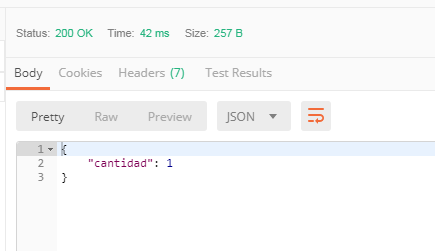 Status: 200 OK Time: 42 ms Size: 257 B
Body Cookies Headers (7) Test Results
Pretty Raw Preview JSON
1 {
2 "cantidad": 1
3 }